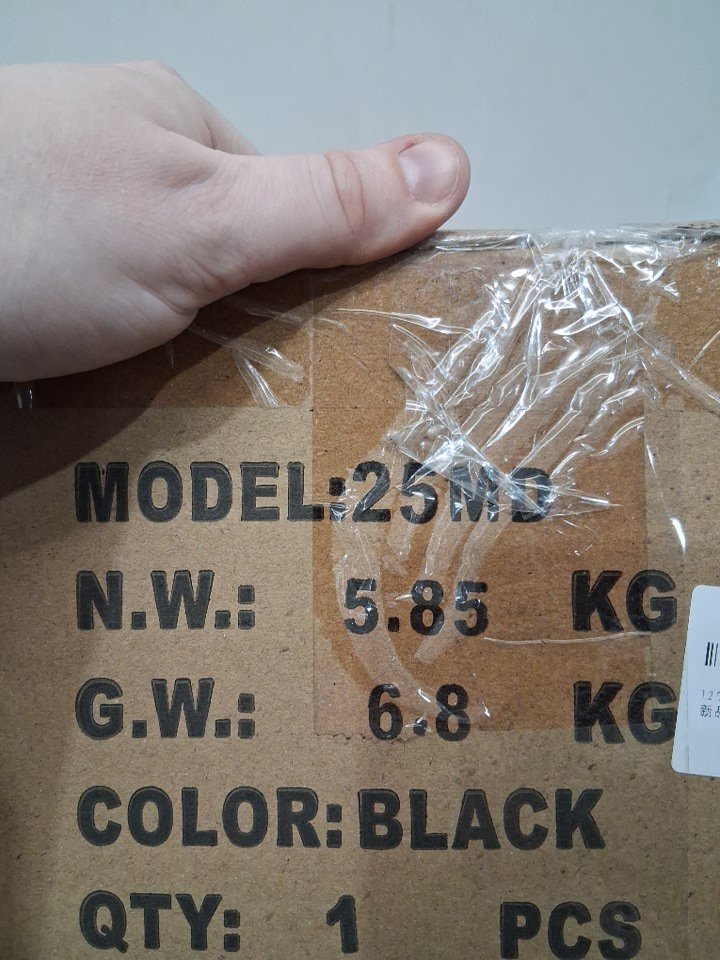 MODEL:25MD
N.W.: 5.85 KG
G.W.: 6.8 KG
COLOR:BLACK
QTY: 1 PCS